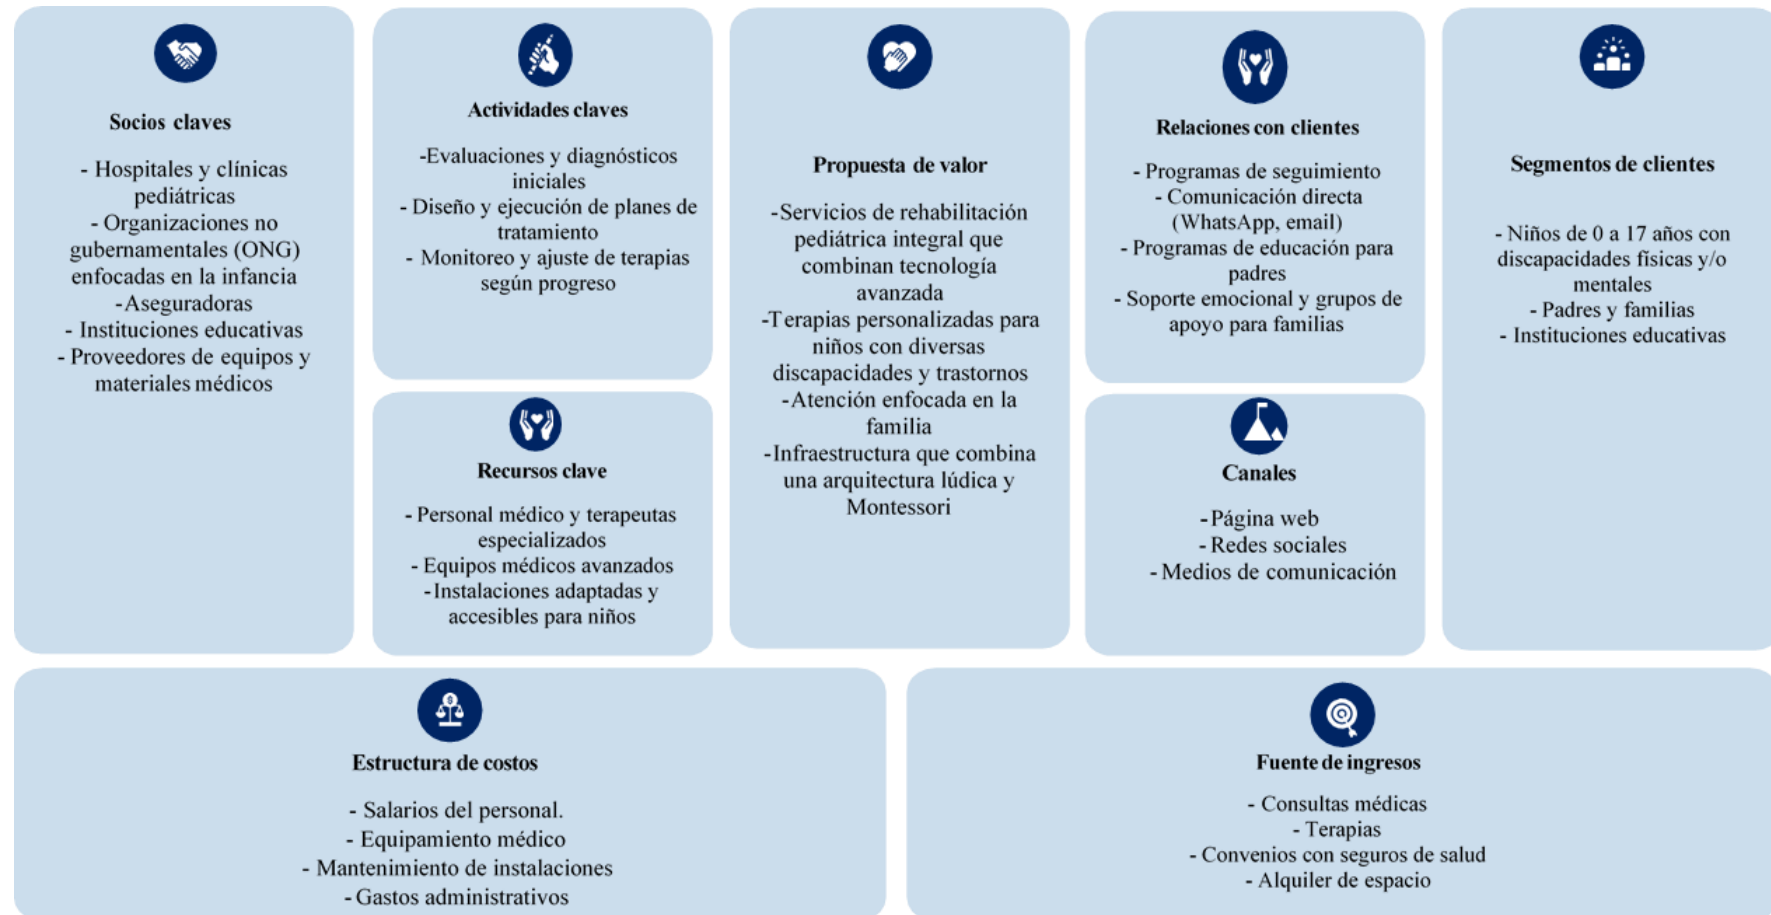 Socios claves
- Hospitales y clínicas
pediátricas
- Organizaciones no
gubernamentales (ONG)
enfocadas en la infancia
-Aseguradoras
- Instituciones educativas
- Proveedores de equipos y
materiales médicos
Actividades claves
-Evaluaciones y diagnósticos
iniciales
- Diseño y ejecución de planes de
tratamiento
- Monitoreo y ajuste de terapias
según progreso
Recursos clave
- Personal médico y terapeutas
especializados
- Equipos médicos avanzados
-Instalaciones adaptadas y
accesibles para niños
Propuesta de valor
-Servicios de rehabilitación
pediátrica integral que
combinan tecnología
avanzada
-Terapias personalizadas para
niños con diversas
discapacidades y trastornos
-Atención enfocada en la
familia
-Infraestructura que combina
una arquitectura lúdica y
Montessori
Relaciones con clientes
- Programas de seguimiento
- Comunicación directa
(WhatsApp, email)
- Programas de educación para
padres
- Soporte emocional y grupos de
apoyo para familias
Canales
- Página web
- Redes sociales
- Medios de comunicación
Segmentos de clientes
- Niños de 0 a 17 años con
discapacidades físicas y/o
mentales
- Padres y familias
- Instituciones educativas
Estructura de costos
- Salarios del personal.
- Equipamiento médico
- Mantenimiento de instalaciones
- Gastos administrativos
Fuente de ingresos
- Consultas médicas
- Terapias
- Convenios con seguros de salud
- Alquiler de espacio